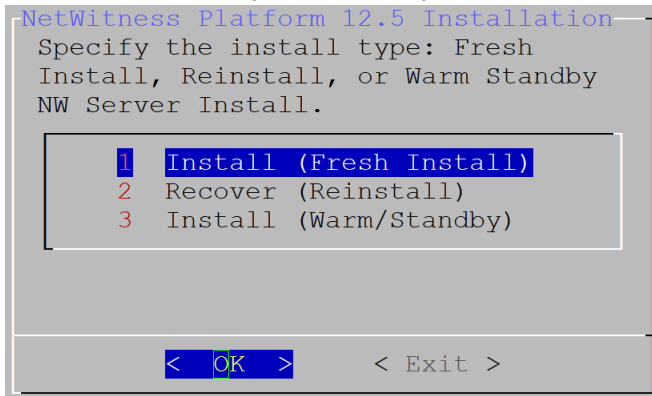 NetWitness Platform 12.5 Installation
Specify the install type: Fresh
Install, Reinstall, or Warm Standby
NW Server Install.
1 Install (Fresh Install)
2 Recover (Reinstall)
3 Install (Warm/Standby)
< OK > < Exit >